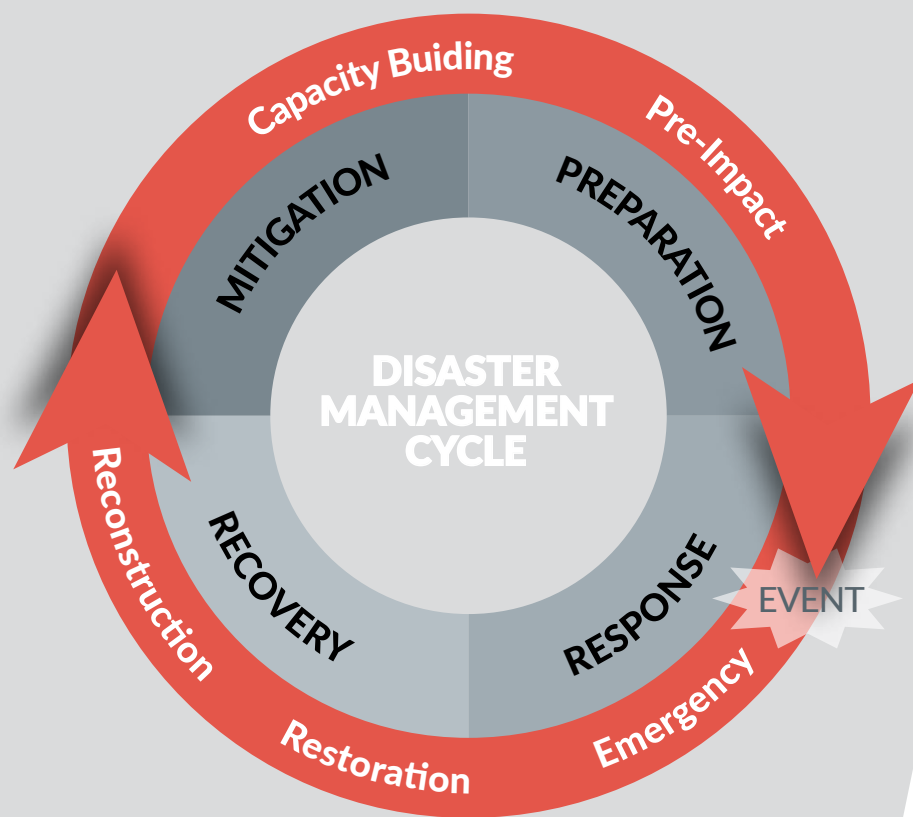 Capacity Buiding
Pre-Impact
MITIGATION
PREPARATION
DISASTER
MANAGEMENT
CYCLE
RECOVERY
RESPONSE
EVENT
Reconstruction
Restoration
Emergency